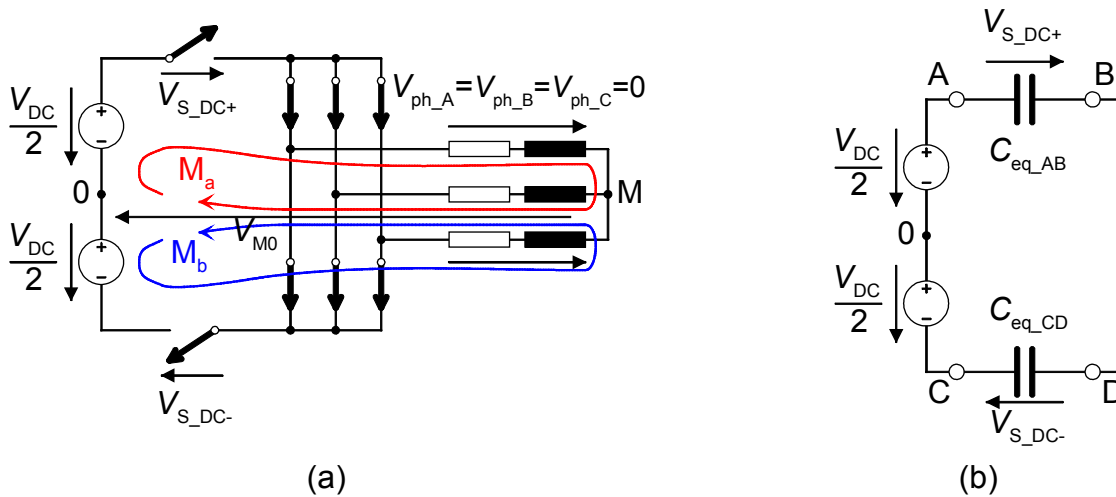 V_S_DC+
V_DC
2
V_ph_A=V_ph_B=V_ph_C=0
M_a
0
M
V_M0
V_DC
2
M_b
V_S_DC-
(a)
V_S_DC+
A
B
V_DC
2
C_eq_AB
0
V_DC
2
C_eq_CD
C
D
V_S_DC-
(b)